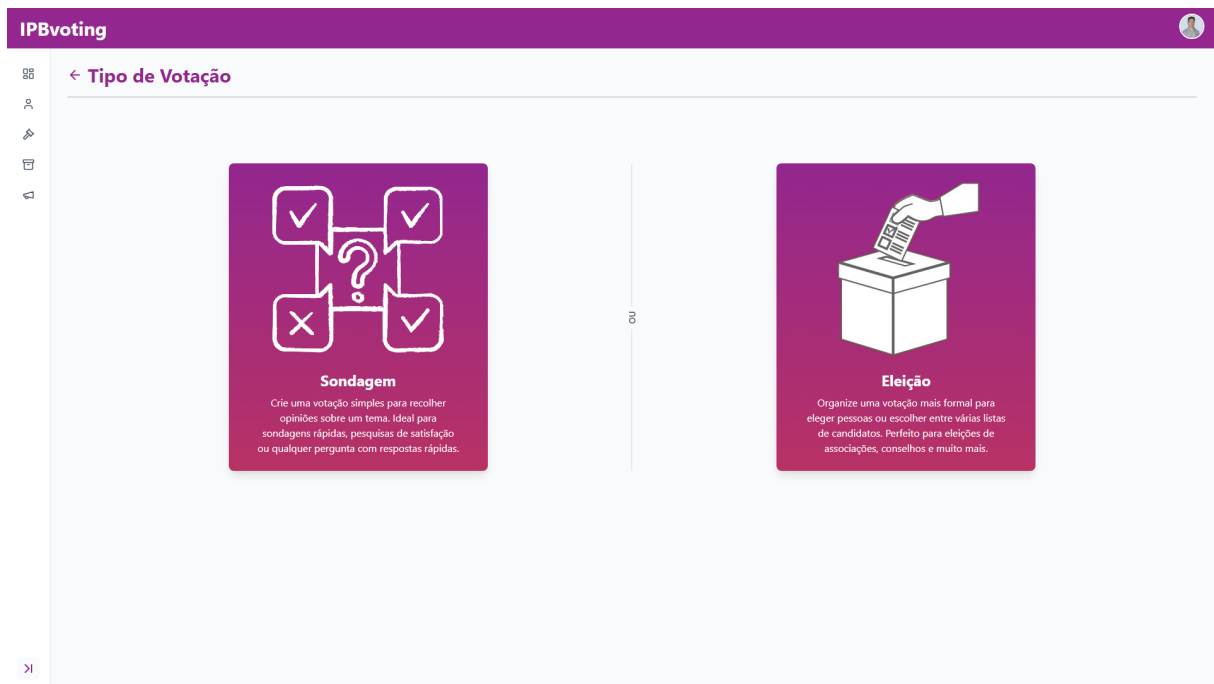 IPBvoting
← Tipo de Votação
Sondagem
Crie uma votação simples para recolher
opiniões sobre um tema. Ideal para
sondagens rápidas, pesquisas de satisfação
ou qualquer pergunta com respostas rápidas.
ou
Eleição
Organize uma votação mais formal para
eleger pessoas ou escolher entre várias listas
de candidatos. Perfeito para eleições de
associações, conselhos e muito mais.